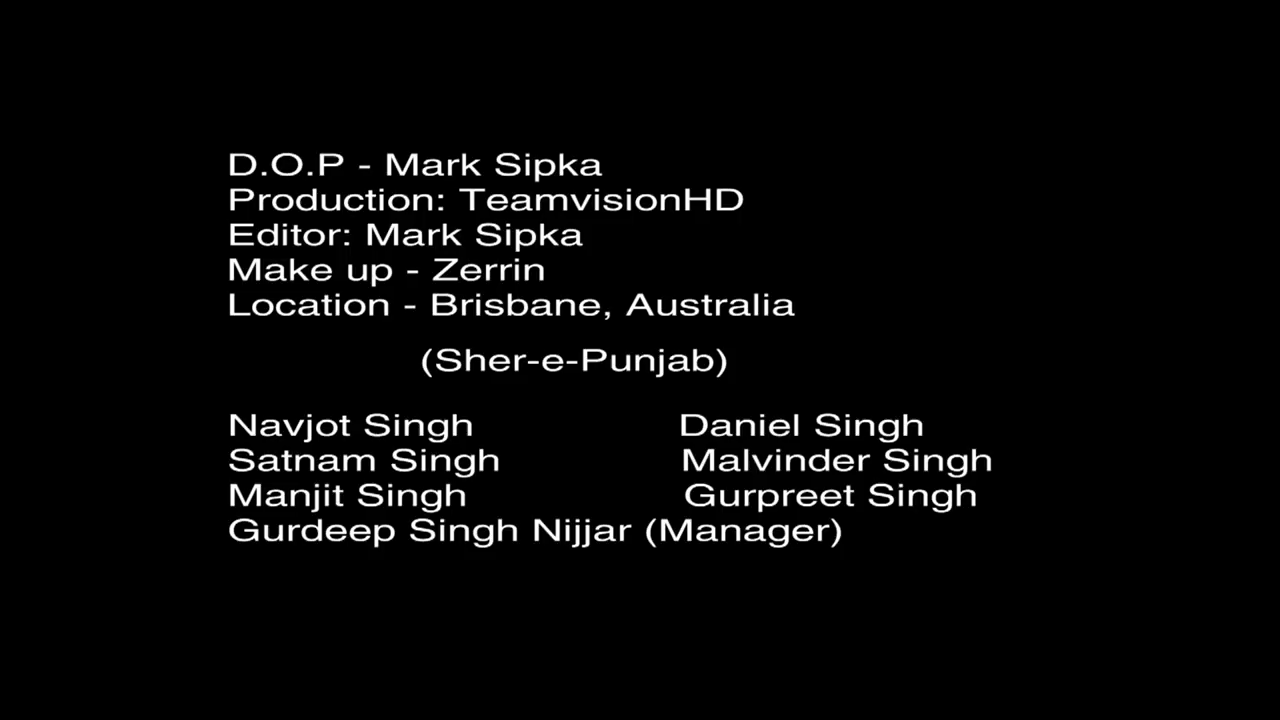 D.O.P - Mark Sipka
Production: TeamvisionHD
Editor: Mark Sipka
Make up - Zerrin
Location - Brisbane, Australia
(Sher-e-Punjab)
Navjot Singh Daniel Singh
Satnam Singh Malvinder Singh
Manjit Singh Gurpreet Singh
Gurdeep Singh Nijjar (Manager)